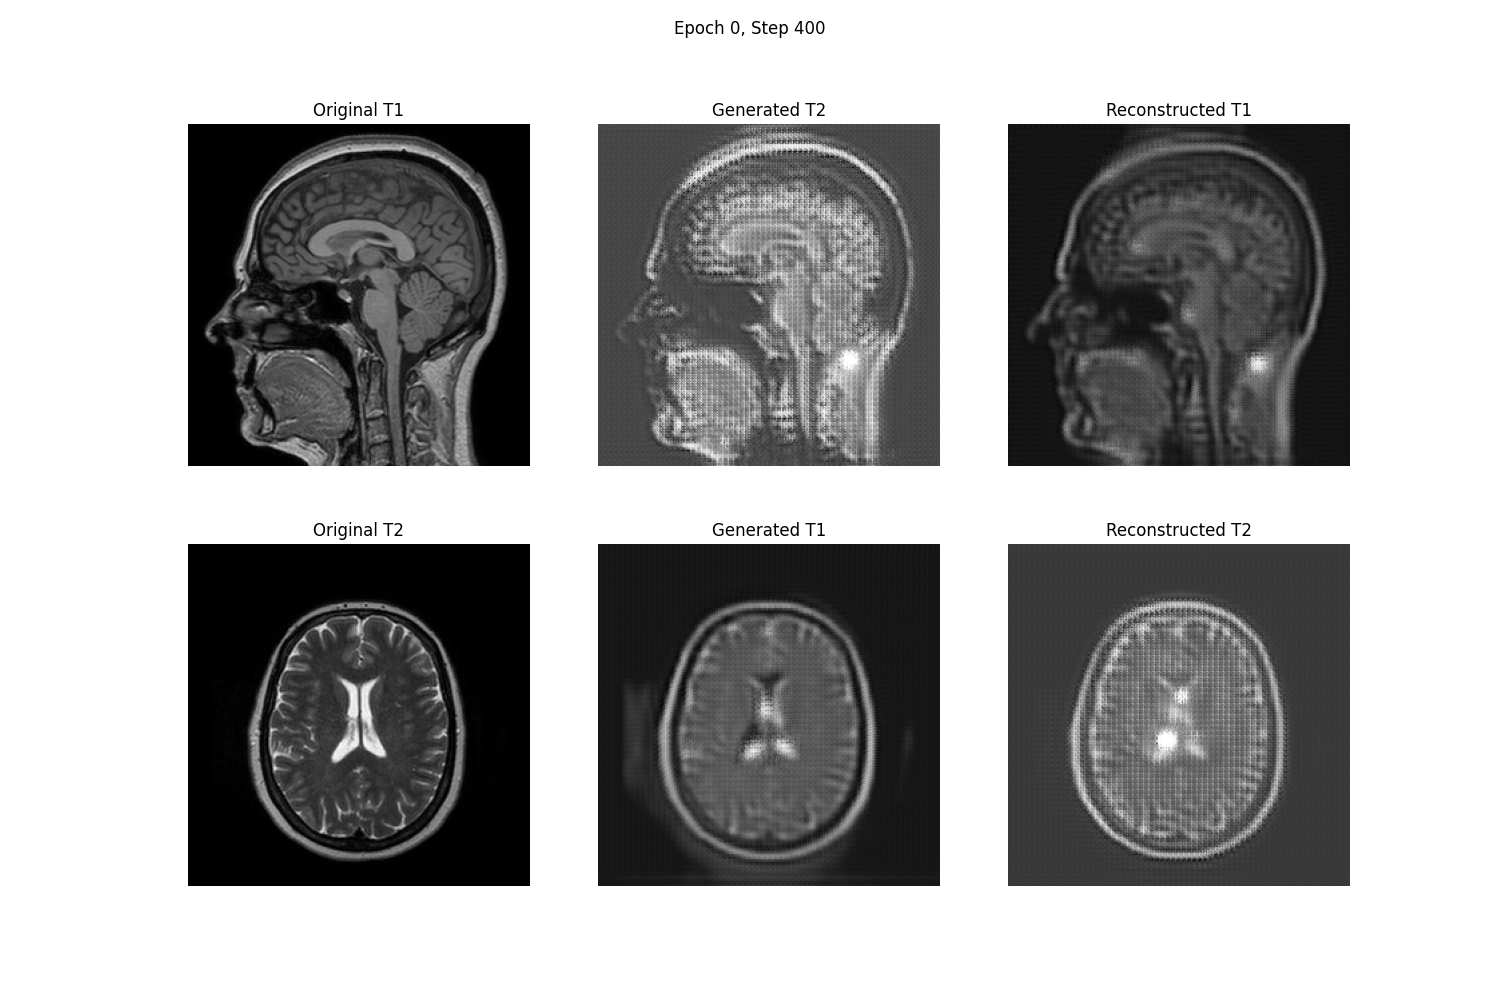 Epoch 0, Step 400
Original T1
Generated T2
Reconstructed T1
Original T2
Generated T1
Reconstructed T2